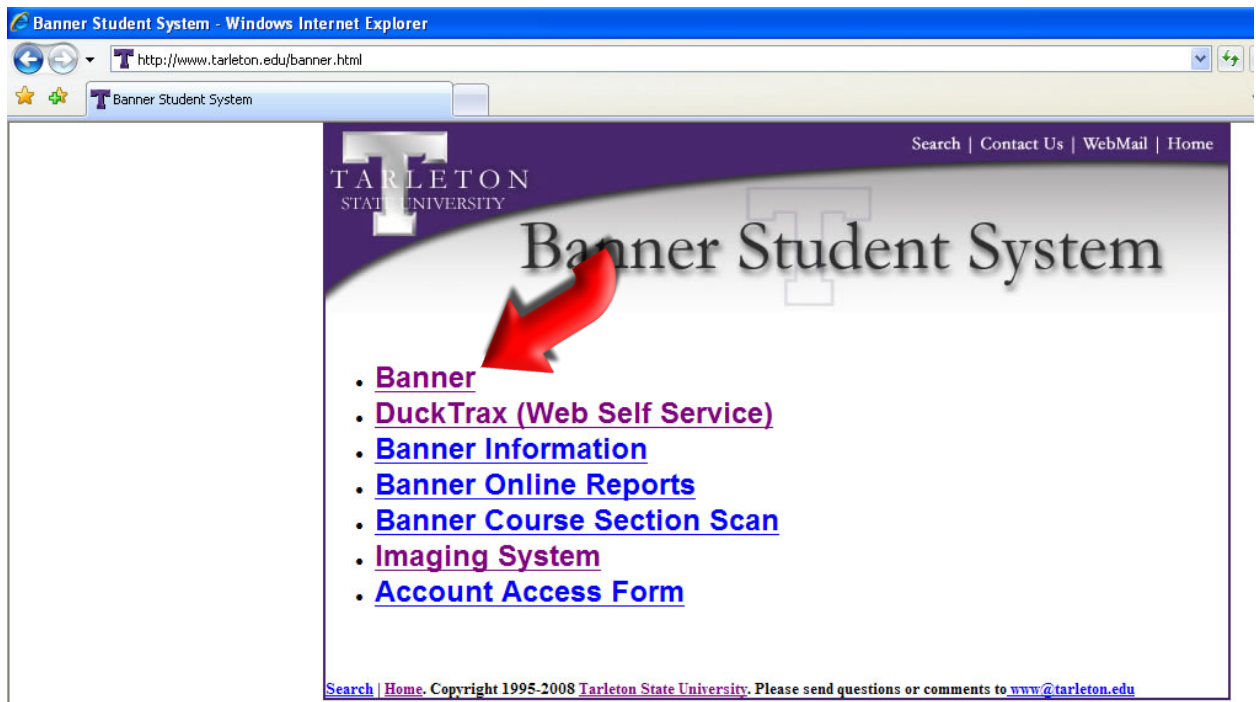 Banner Student System - Windows Internet Explorer
http://www.tarleton.edu/banner.html
Banner Student System
Search | Contact Us | WebMail | Home
TARLETON
STATE UNIVERSITY
Banner Student System
• Banner
• DuckTrax (Web Self Service)
• Banner Information
• Banner Online Reports
• Banner Course Section Scan
• Imaging System
• Account Access Form
Search | Home. Copyright 1995-2008 Tarleton State University. Please send questions or comments to www@tarleton.edu